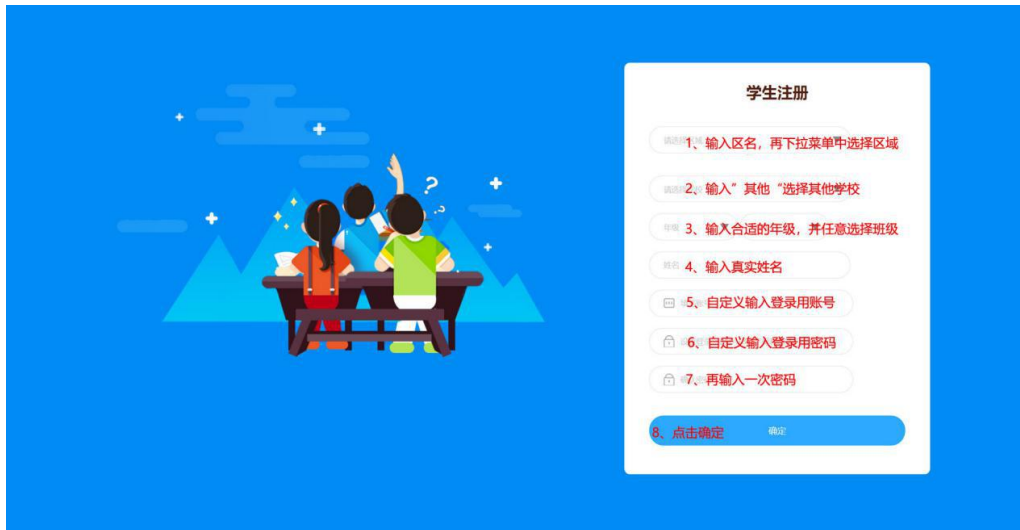 学生注册
1、输入区名，再下拉菜单中选择区域
2、输入”其他“选择其他学校
年级 3、输入合适的年级，并任意选择班级
姓名 4、输入真实姓名
5、自定义输入登录用账号
6、自定义输入登录用密码
7、再输入一次密码
8、点击确定 确定